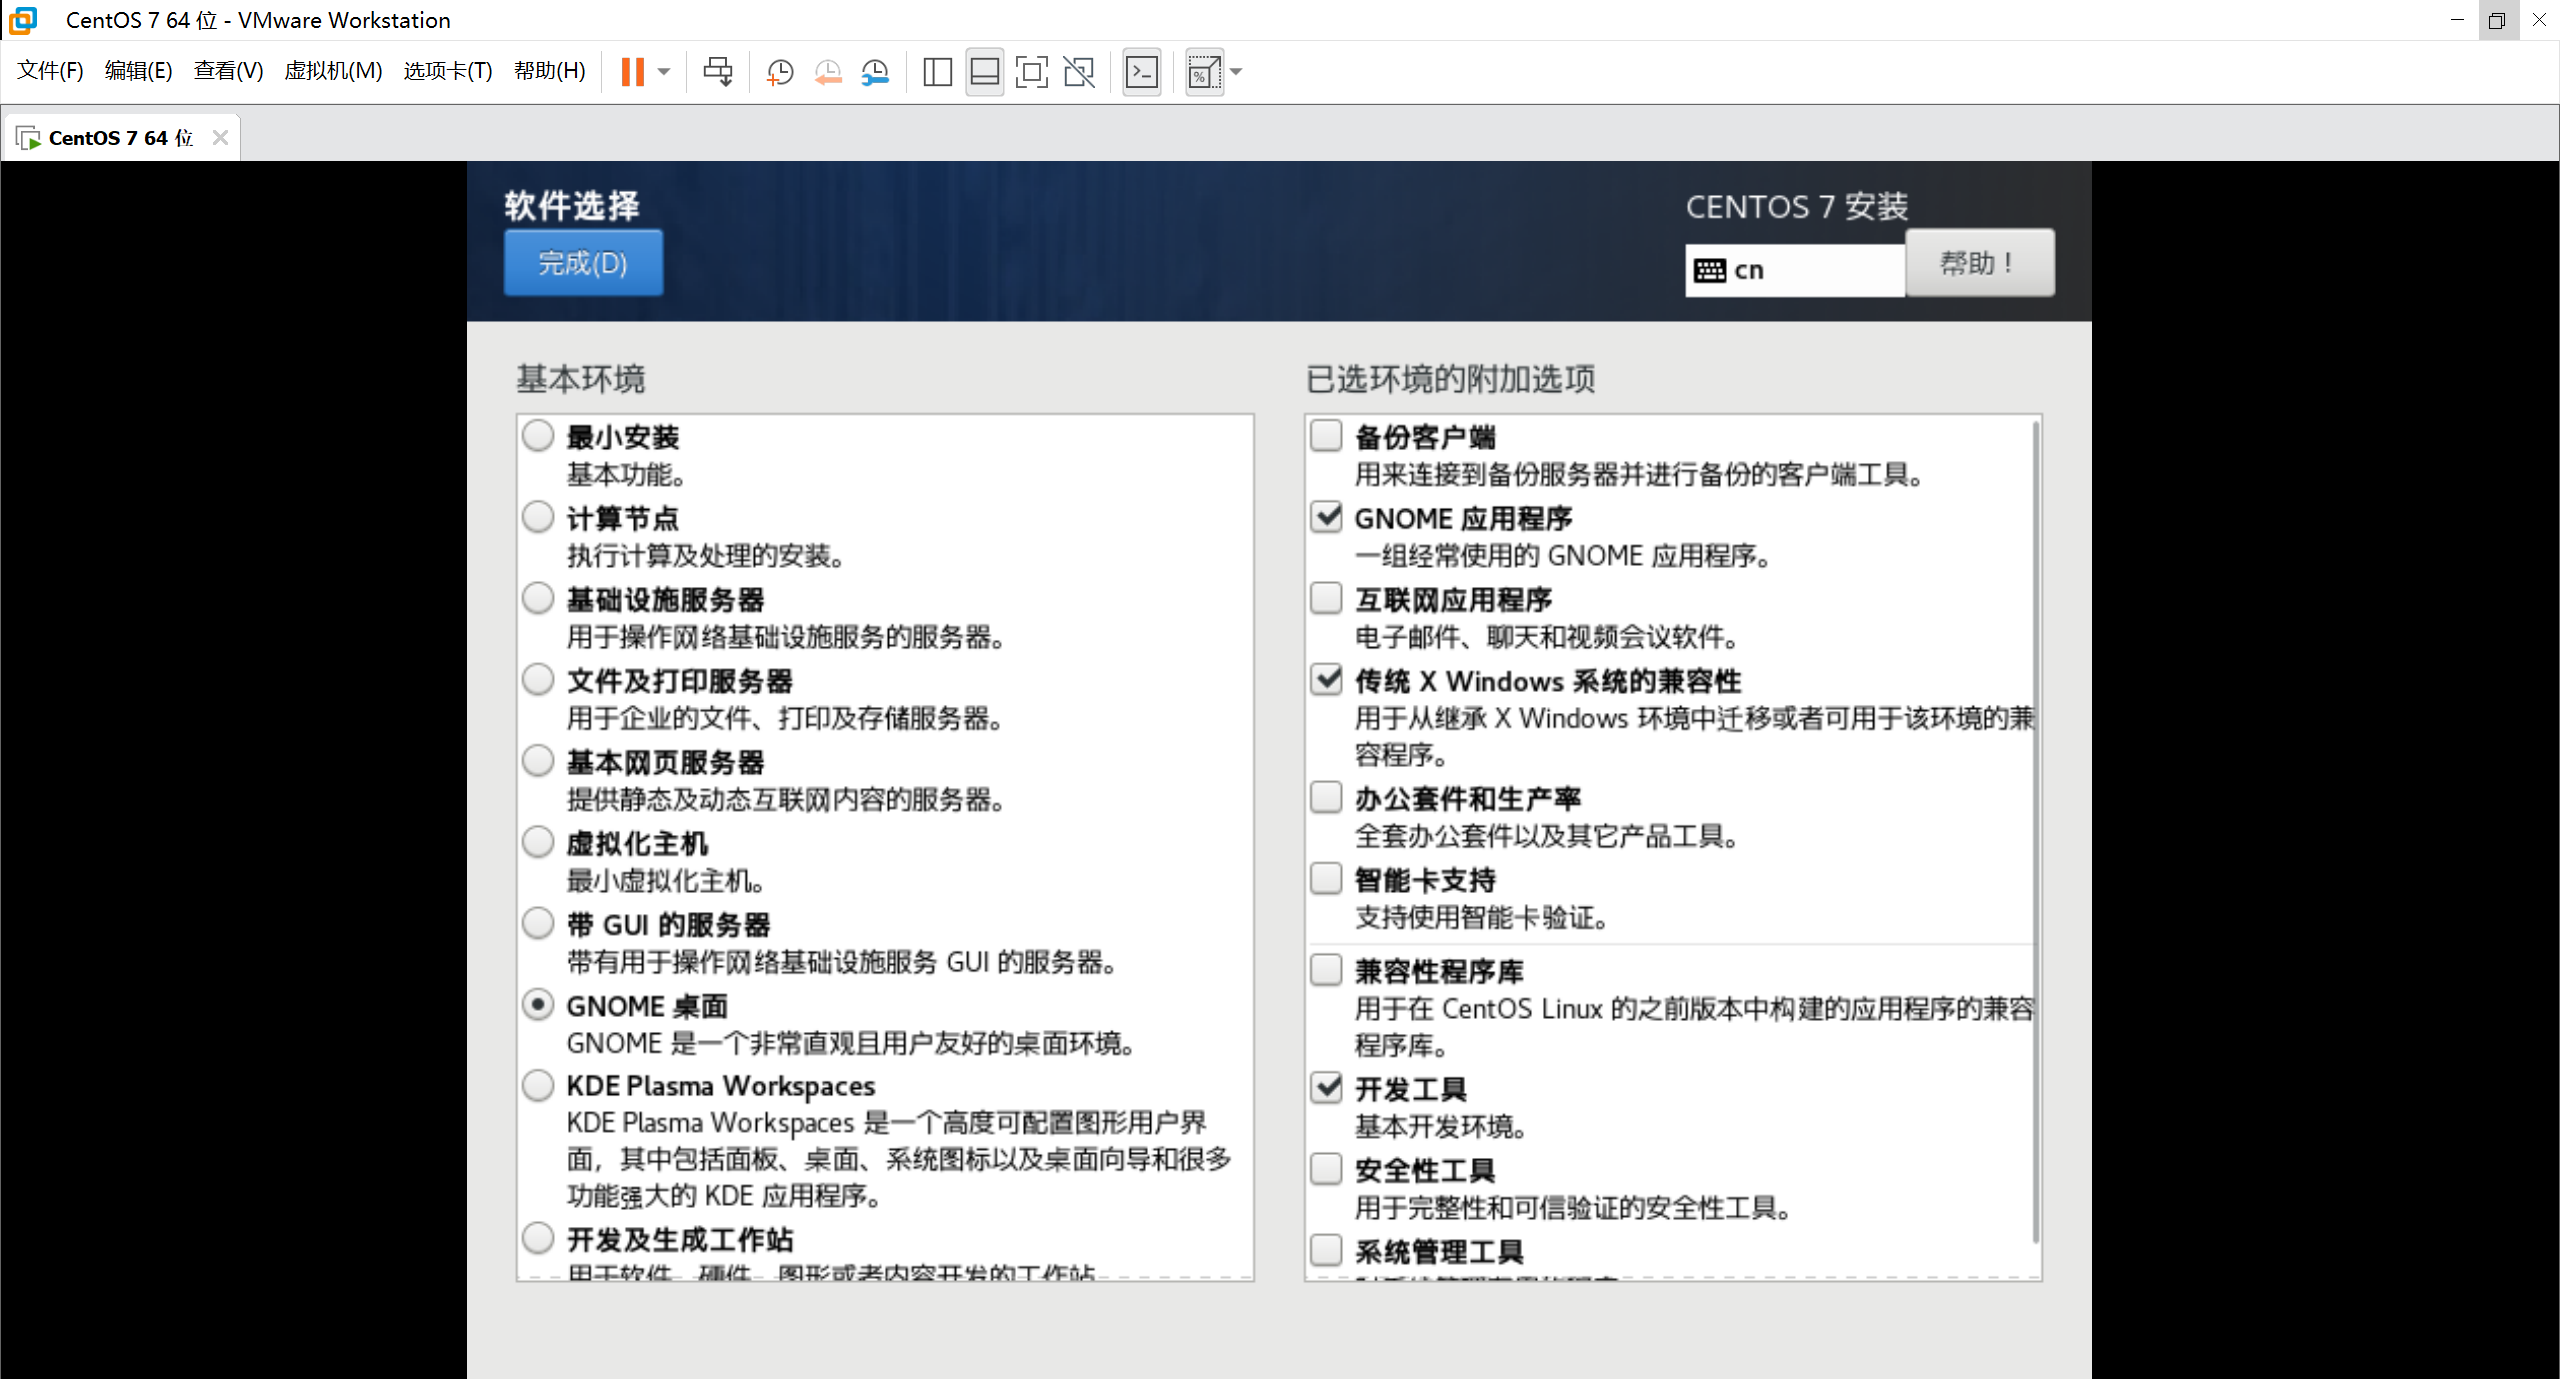 CentOS 7 64 位 - VMware Workstation
文件(F) 编辑(E) 查看(V) 虚拟机(M) 选项卡(T) 帮助(H)
CentOS 7 64 位
软件选择
完成(D)
CENTOS 7 安装
cn
帮助！
基本环境
最小安装
基本功能。
计算节点
执行计算及处理的安装。
基础设施服务器
用于操作网络基础设施服务的服务器。
文件及打印服务器
用于企业的文件、打印及存储服务器。
基本网页服务器
提供静态及动态互联网内容的服务器。
虚拟化主机
最小虚拟化主机。
带 GUI 的服务器
带有用于操作网络基础设施服务 GUI 的服务器。
GNOME 桌面
GNOME 是一个非常直观且用户友好的桌面环境。
KDE Plasma Workspaces
KDE Plasma Workspaces 是一个高度可配置图形用户界
面，其中包括面板、桌面、系统图标以及桌面向导和很多
功能强大的 KDE 应用程序。
开发及生成工作站
用于软件、硬件、图形或者内容开发的工作站
已选环境的附加选项
备份客户端
用来连接到备份服务器并进行备份的客户端工具。
GNOME 应用程序
一组经常使用的 GNOME 应用程序。
互联网应用程序
电子邮件、聊天和视频会议软件。
传统 X Windows 系统的兼容性
用于从继承 X Windows 环境中迁移或者可用于该环境的兼
容程序。
办公套件和生产率
全套办公套件以及其它产品工具。
智能卡支持
支持使用智能卡验证。
兼容性程序库
用于在 CentOS Linux 的之前版本中构建的应用程序的兼容
程序库。
开发工具
基本开发环境。
安全性工具
用于完整性和可信验证的安全性工具。
系统管理工具